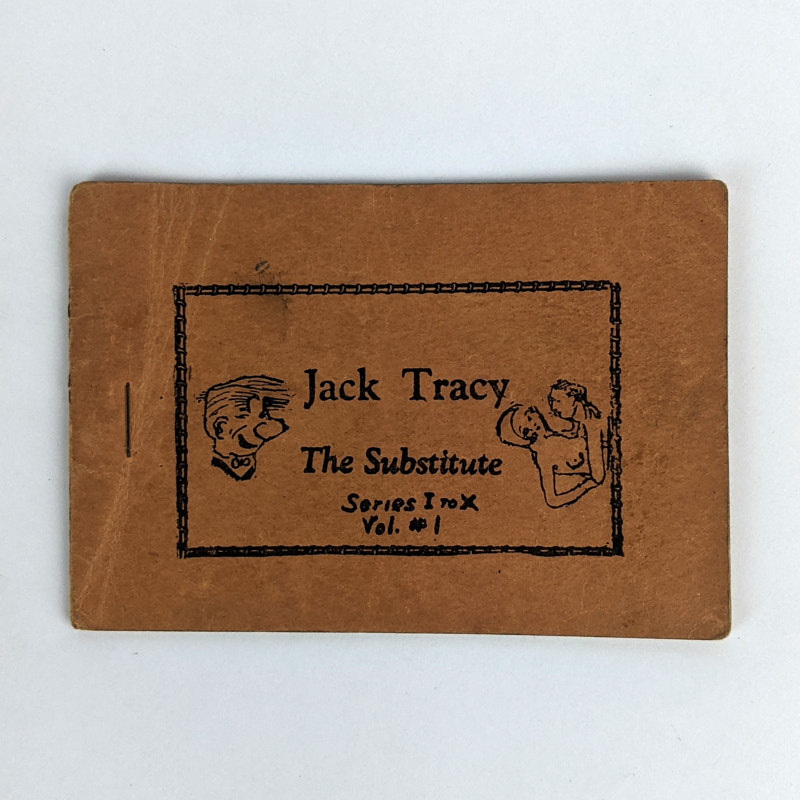 Jack Tracy
The Substitute
Series I to X
Vol. #1